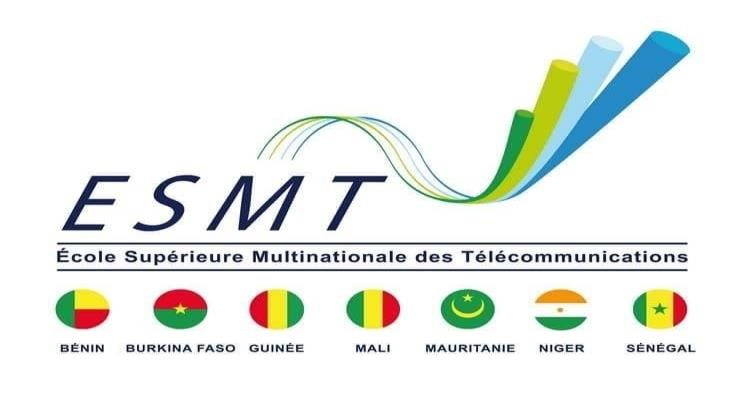 ESMT
École Supérieure Multinationale des Télécommunications
BÉNIN BURKINA FASO GUINÉE MALI MAURITANIE NIGER SÉNÉGAL